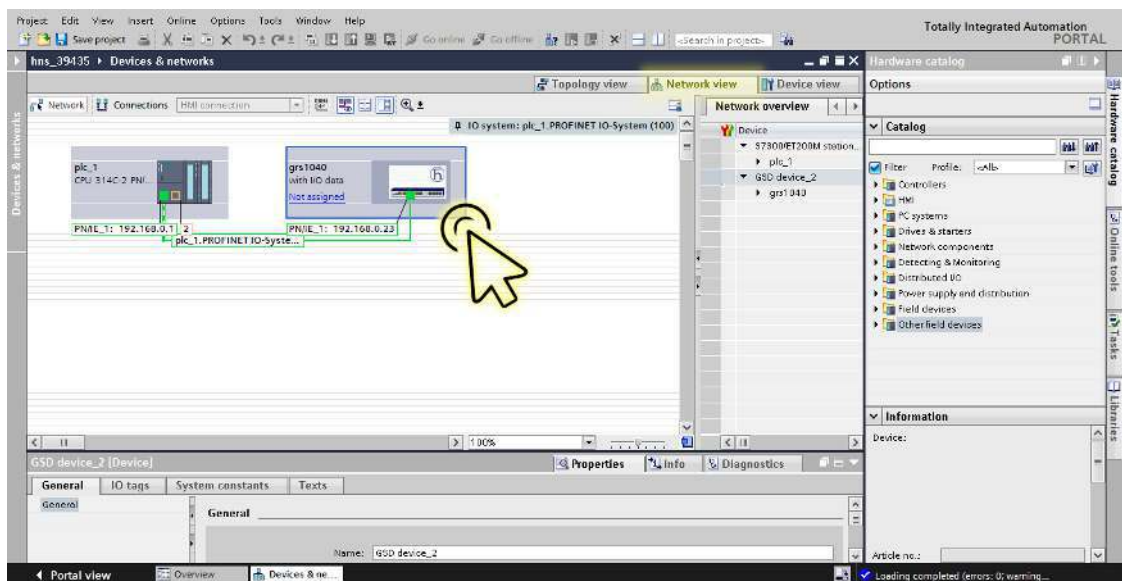 Project Edit View Insert Online Options Tools Window Help
Totally Integrated Automation
PORTAL
Save project
Go online Go offline
<Search in project>
hns_39435 Devices & networks
Hardware catalog
Topology view Network view Device view
Options
Network Connections HMI connection
Network overview
IO system: plc_1.PROFINET IO-System (100)
Catalog
Device
S7300/ET200M station...
plc_1
GSD device_2
grs1040
Filter Profile: <All>
Controllers
HMI
PC systems
Drives & starters
Network components
Detecting & Monitoring
Distributed I/O
Power supply and distribution
Field devices
Other field devices
plc_1
CPU 314C-2 PN/...
grs1040
with I/O data
Not assigned
PN/IE_1: 192.168.0.1 2
PN/IE_1: 192.168.0.23
plc_1.PROFINET IO-Syste...
Devices & networks
Hardware catalog
Online tools
Tasks
Libraries
100%
Information
Device:
Article no.:
GSD device_2 [Device]
Properties Info Diagnostics
General IO tags System constants Texts
General
General
Name: GSD device_2
Portal view Overview Devices & ne...
Loading completed (errors: 0; warning...